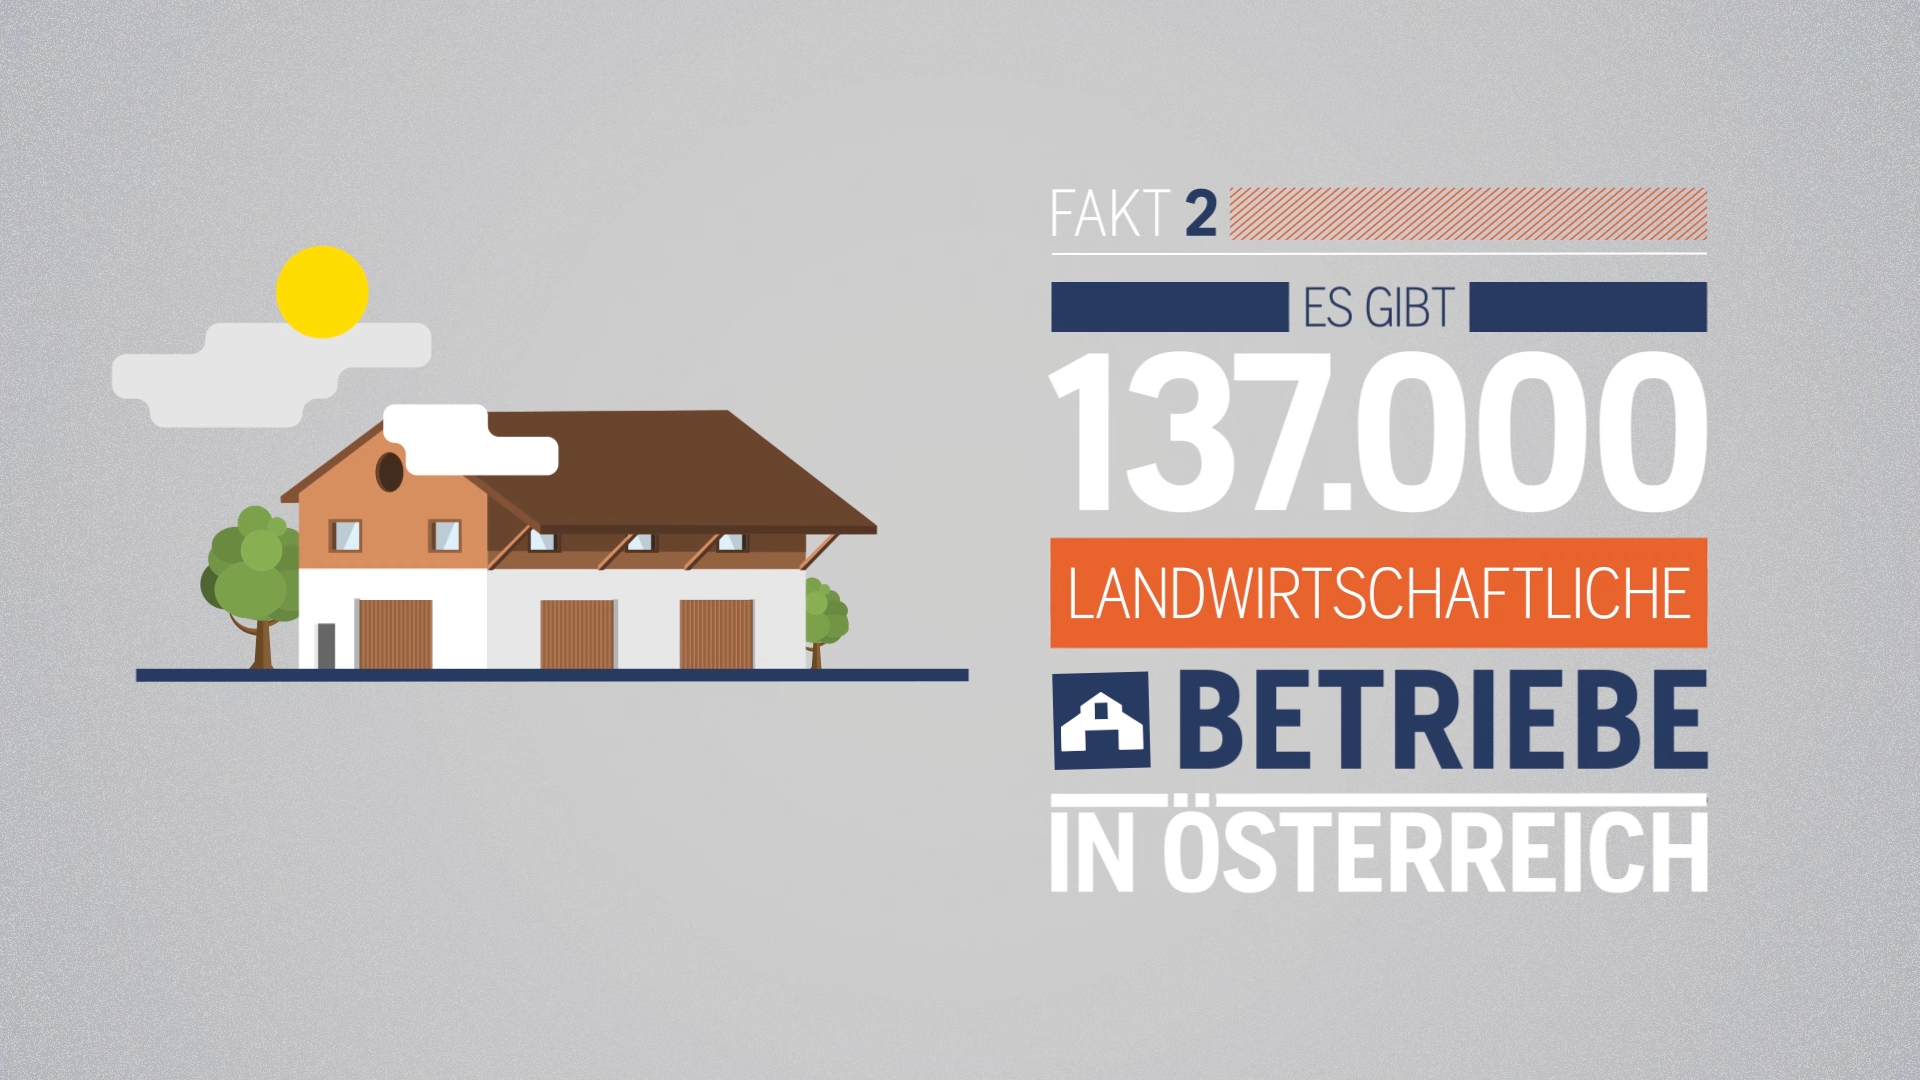 FAKT 2
ES GIBT
137.000
LANDWIRTSCHAFTLICHE
BETRIEBE
IN ÖSTERREICH